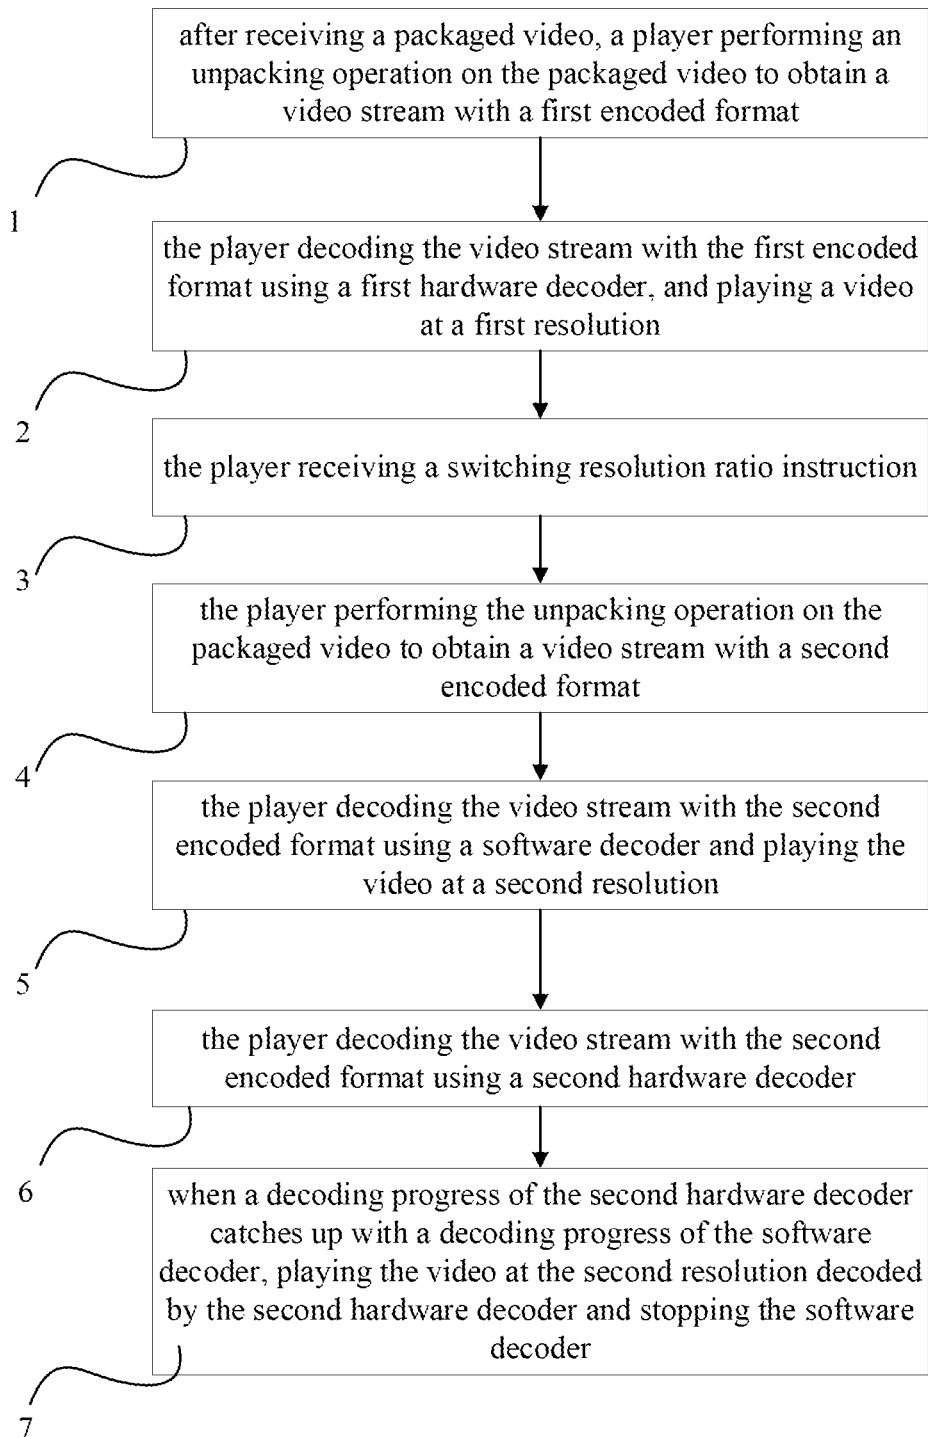 after receiving a packaged video, a player performing an
unpacking operation on the packaged video to obtain a
video stream with a first encoded format
1
the player decoding the video stream with the first encoded
format using a first hardware decoder, and playing a video
at a first resolution
2
the player receiving a switching resolution ratio instruction
3
the player performing the unpacking operation on the
packaged video to obtain a video stream with a second
encoded format
4
the player decoding the video stream with the second
encoded format using a software decoder and playing the
video at a second resolution
5
the player decoding the video stream with the second
encoded format using a second hardware decoder
6
when a decoding progress of the second hardware decoder
catches up with a decoding progress of the software
decoder, playing the video at the second resolution decoded
by the second hardware decoder and stopping the software
decoder
7